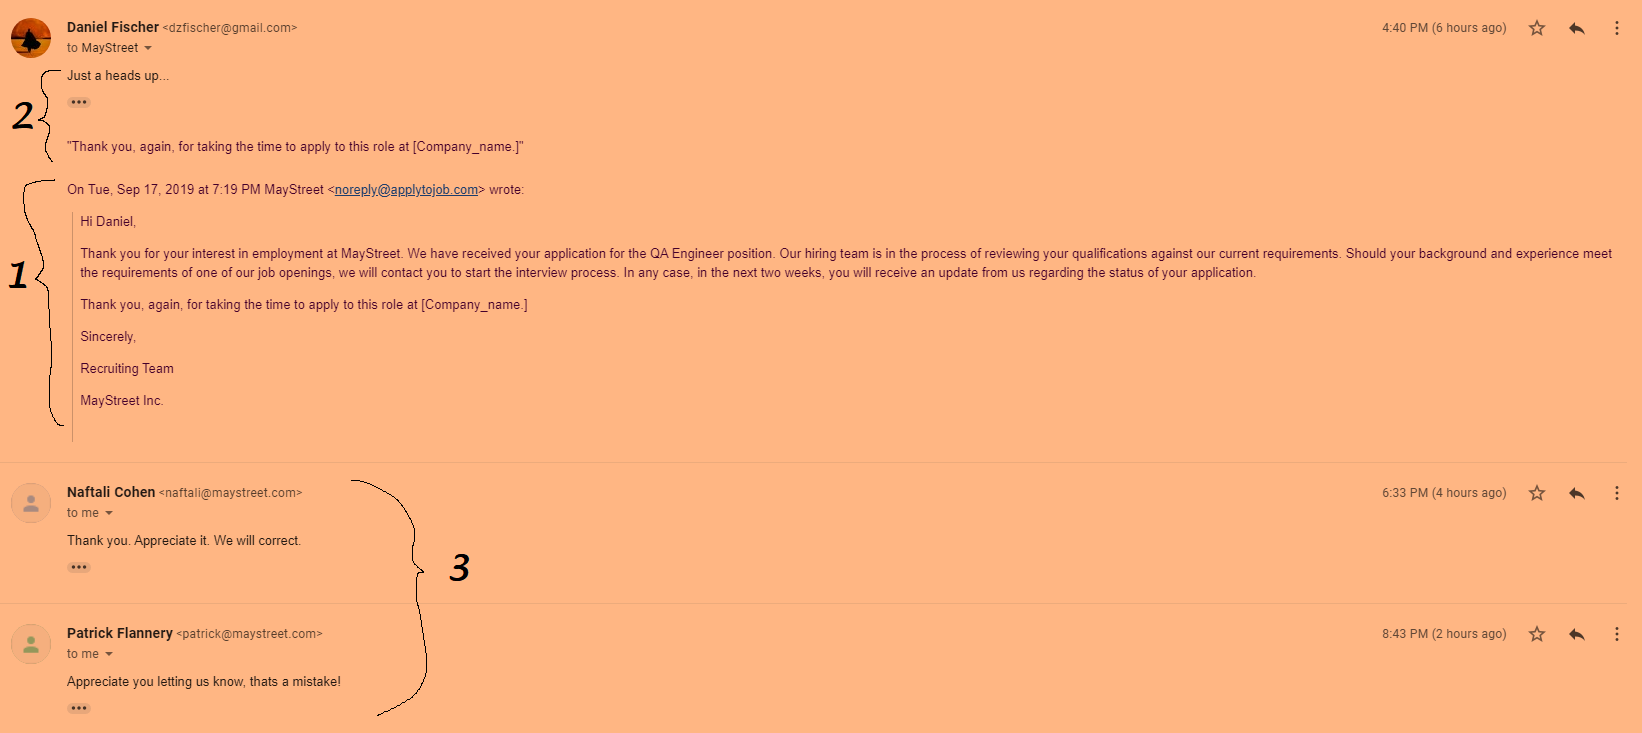 Daniel Fischer <dzfischer@gmail.com> 4:40 PM (6 hours ago)
to MayStreet
Just a heads up...
2
"Thank you, again, for taking the time to apply to this role at [Company_name.]"
On Tue, Sep 17, 2019 at 7:19 PM MayStreet <noreply@applytojob.com> wrote:
Hi Daniel,
Thank you for your interest in employment at MayStreet. We have received your application for the QA Engineer position. Our hiring team is in the process of reviewing your qualifications against our current requirements. Should your background and experience meet
1
the requirements of one of our job openings, we will contact you to start the interview process. In any case, in the next two weeks, you will receive an update from us regarding the status of your application.
Thank you, again, for taking the time to apply to this role at [Company_name.]
Sincerely,
Recruiting Team
MayStreet Inc.
Naftali Cohen <naftali@maystreet.com> 6:33 PM (4 hours ago)
to me
Thank you. Appreciate it. We will correct.
3
Patrick Flannery <patrick@maystreet.com> 8:43 PM (2 hours ago)
to me
Appreciate you letting us know, thats a mistake!